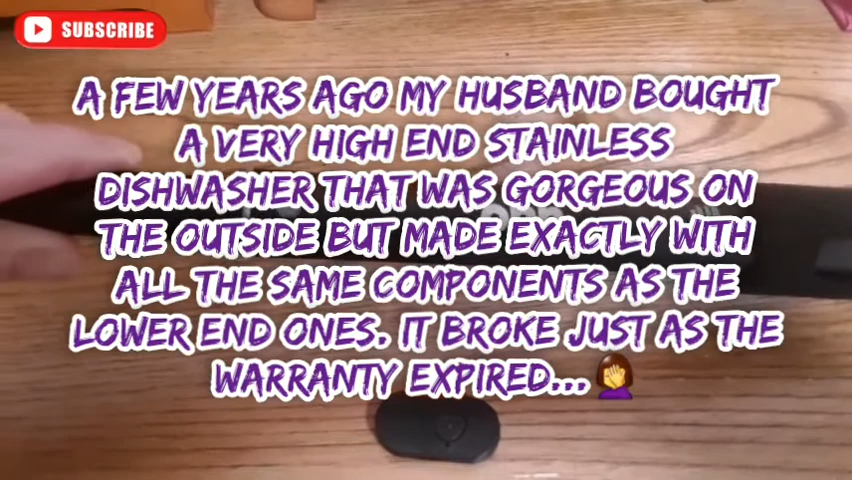 SUBSCRIBE
A FEW YEARS AGO MY HUSBAND BOUGHT
A VERY HIGH END STAINLESS
DISHWASHER THAT WAS GORGEOUS ON
THE OUTSIDE BUT MADE EXACTLY WITH
ALL THE SAME COMPONENTS AS THE
LOWER END ONES. IT BROKE JUST AS THE
WARRANTY EXPIRED... 🤦‍♀️